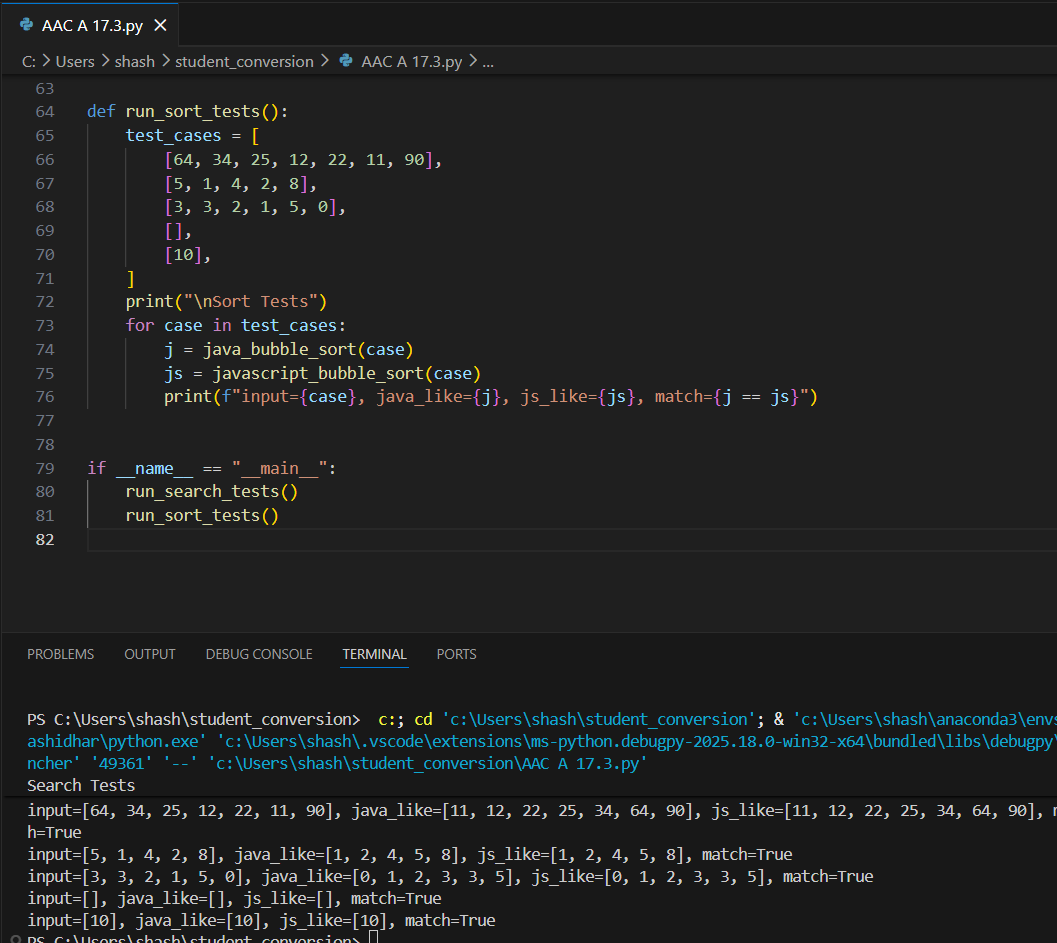 AAC A 17.3.py
C: > Users > shash > student_conversion > AAC A 17.3.py > ...
63
64 def run_sort_tests():
65     test_cases = [
66         [64, 34, 25, 12, 22, 11, 90],
67         [5, 1, 4, 2, 8],
68         [3, 3, 2, 1, 5, 0],
69         [],
70         [10],
71     ]
72     print("\nSort Tests")
73     for case in test_cases:
74         j = java_bubble_sort(case)
75         js = javascript_bubble_sort(case)
76         print(f"input={case}, java_like={j}, js_like={js}, match={j == js}")
77
78
79 if __name__ == "__main__":
80     run_search_tests()
81     run_sort_tests()
82
PROBLEMS OUTPUT DEBUG CONSOLE TERMINAL PORTS
PS C:\Users\shash\student_conversion>  c:; cd 'c:\Users\shash\student_conversion'; & 'c:\Users\shash\anaconda3\envs
ashidhar\python.exe' 'c:\Users\shash\.vscode\extensions\ms-python.debugpy-2025.18.0-win32-x64\bundled\libs\debugpy\
ncher' '49361' '--' 'c:\Users\shash\student_conversion\AAC A 17.3.py'
Search Tests
input=[64, 34, 25, 12, 22, 11, 90], java_like=[11, 12, 22, 25, 34, 64, 90], js_like=[11, 12, 22, 25, 34, 64, 90],
h=True
input=[5, 1, 4, 2, 8], java_like=[1, 2, 4, 5, 8], js_like=[1, 2, 4, 5, 8], match=True
input=[3, 3, 2, 1, 5, 0], java_like=[0, 1, 2, 3, 3, 5], js_like=[0, 1, 2, 3, 3, 5], match=True
input=[], java_like=[], js_like=[], match=True
input=[10], java_like=[10], js_like=[10], match=True
PS C:\Users\shash\student_conversion>